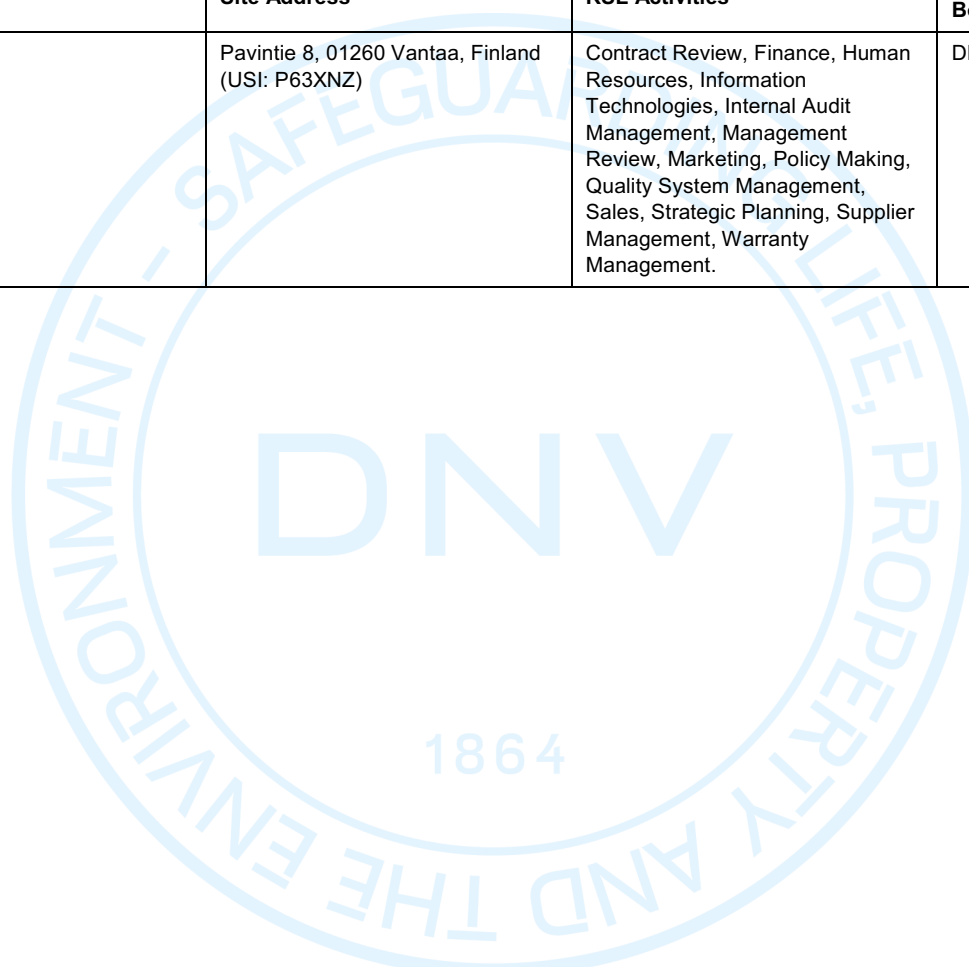 Site Address
RSL Activities
Pavintie 8, 01260 Vantaa, Finland
(USI: P63XNZ)
Contract Review, Finance, Human
Resources, Information
Technologies, Internal Audit
Management, Management
Review, Marketing, Policy Making,
Quality System Management,
Sales, Strategic Planning, Supplier
Management, Warranty
Management.
SAFEGUARDING LIFE, PROPERTY AND THE ENVIRONMENT -
DNV
1864